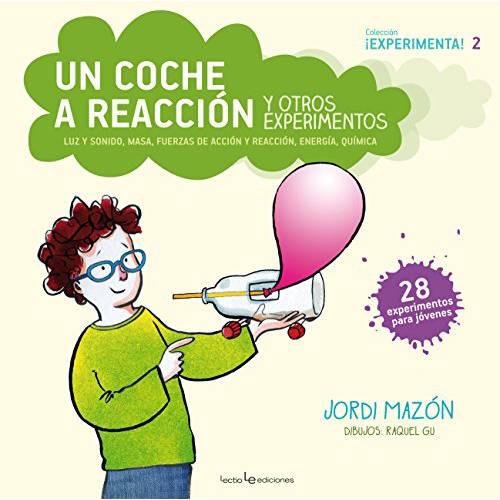 Colección
¡EXPERIMENTA! 2
UN COCHE
A REACCIÓN Y OTROS EXPERIMENTOS
LUZ Y SONIDO, MASA, FUERZAS DE ACCIÓN Y REACCIÓN, ENERGÍA, QUÍMICA
28
experimentos
para jóvenes
JORDI MAZÓN
DIBUJOS: RAQUEL GU
Lectio Le ediciones